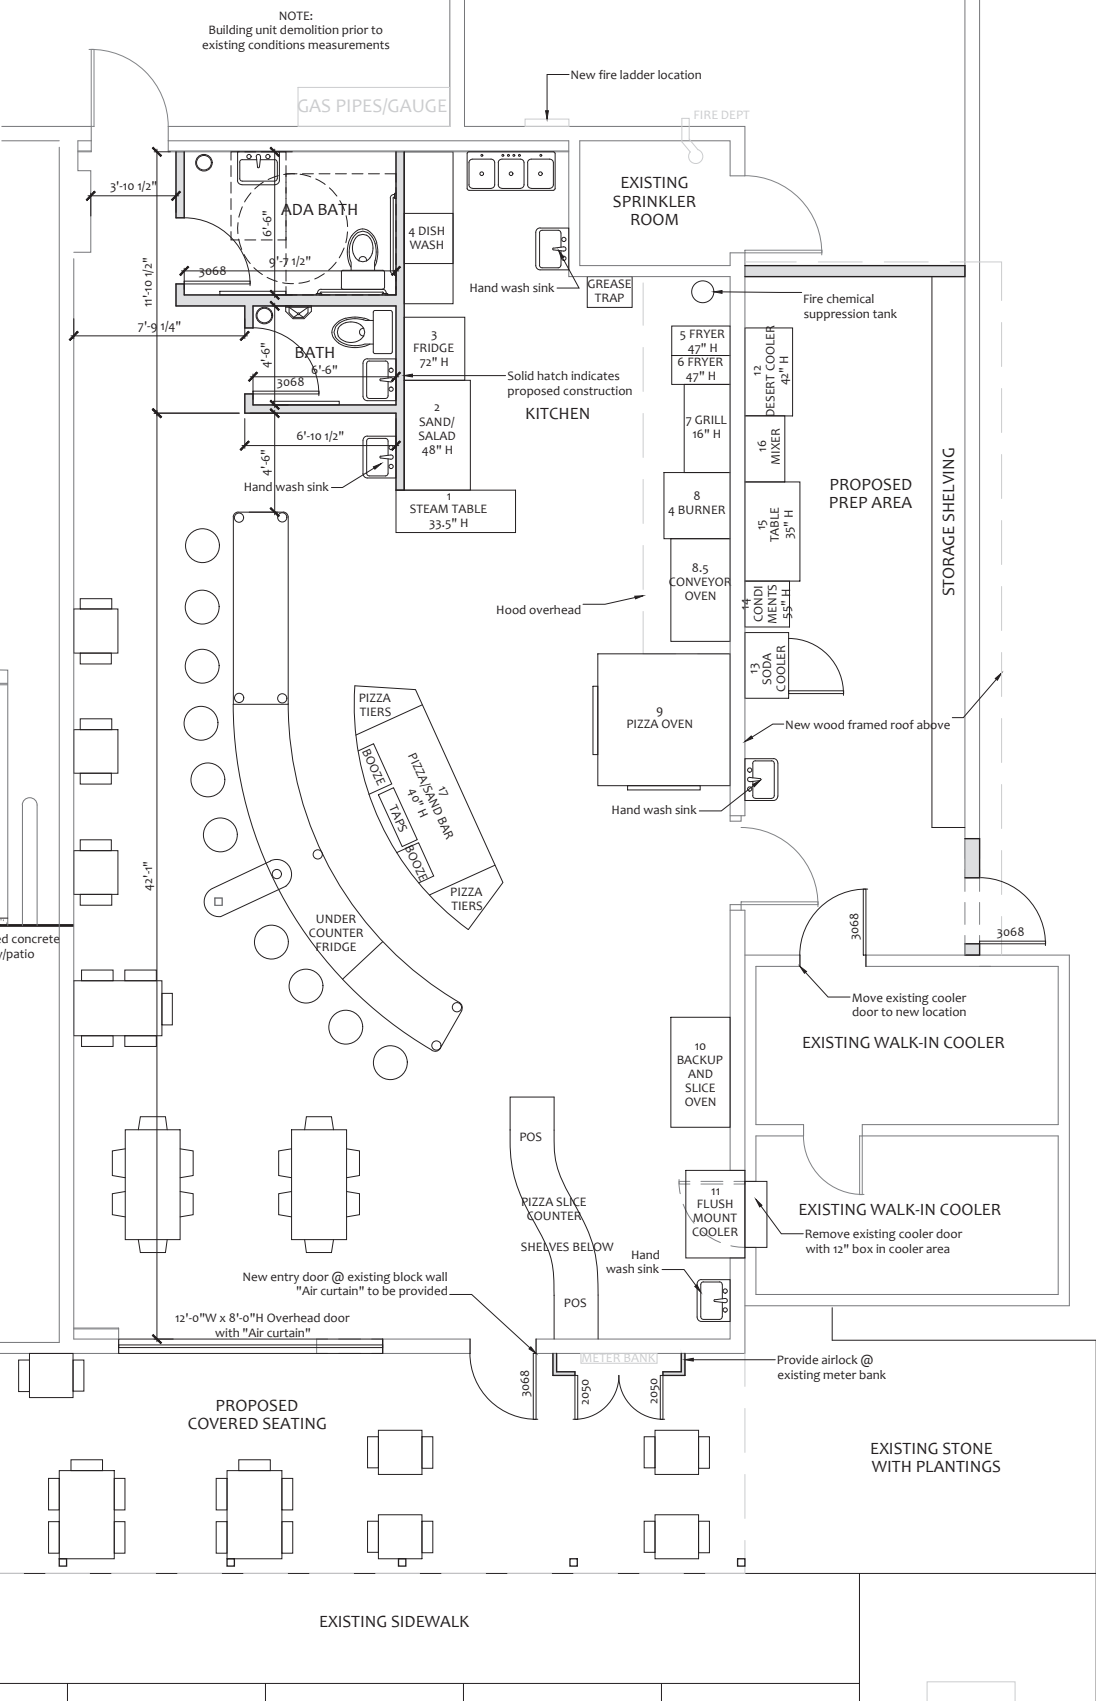 NOTE:
Building unit demolition prior to
existing conditions measurements
New fire ladder location
GAS PIPES/GAUGE
FIRE DEPT
EXISTING
SPRINKLER
ROOM
3'-10 1/2"
ADA BATH
6'-6"
9'-7 1/2"
3068
11'-10 1/2"
4 DISH
WASH
Hand wash sink
GREASE
TRAP
Fire chemical
suppression tank
7'-9 1/4"
BATH
4'-6"
6'-6"
3068
3
FRIDGE
72" H
Solid hatch indicates
proposed construction
KITCHEN
5 FRYER
47" H
6 FRYER
47" H
7 GRILL
16" H
12
DESERT COOLER
42" H
2
SAND/
SALAD
48" H
6'-10 1/2"
4'-6"
Hand wash sink
16
MIXER
1
STEAM TABLE
33.5" H
8
4 BURNER
PROPOSED
PREP AREA
STORAGE SHELVING
15
TABLE
35" H
8.5
CONVEYOR
OVEN
Hood overhead
14
CONDI
MENTS
55" H
13
SODA
COOLER
PIZZA
TIERS
9
PIZZA OVEN
New wood framed roof above
BOOZE
TAPS
BOOZE
17
PIZZA/SAND BAR
40" H
Hand wash sink
42'-1"
PIZZA
TIERS
UNDER
COUNTER
FRIDGE
ed concrete
y/patio
3068
3068
Move existing cooler
door to new location
EXISTING WALK-IN COOLER
10
BACKUP
AND
SLICE
OVEN
POS
PIZZA SLICE
COUNTER
SHELVES BELOW
11
FLUSH
MOUNT
COOLER
EXISTING WALK-IN COOLER
Remove existing cooler door
with 12" box in cooler area
Hand
wash sink
New entry door @ existing block wall
"Air curtain" to be provided
POS
12'-0"W x 8'-0"H Overhead door
with "Air curtain"
METER BANK
Provide airlock @
existing meter bank
3068
2050
2050
PROPOSED
COVERED SEATING
EXISTING STONE
WITH PLANTINGS
EXISTING SIDEWALK